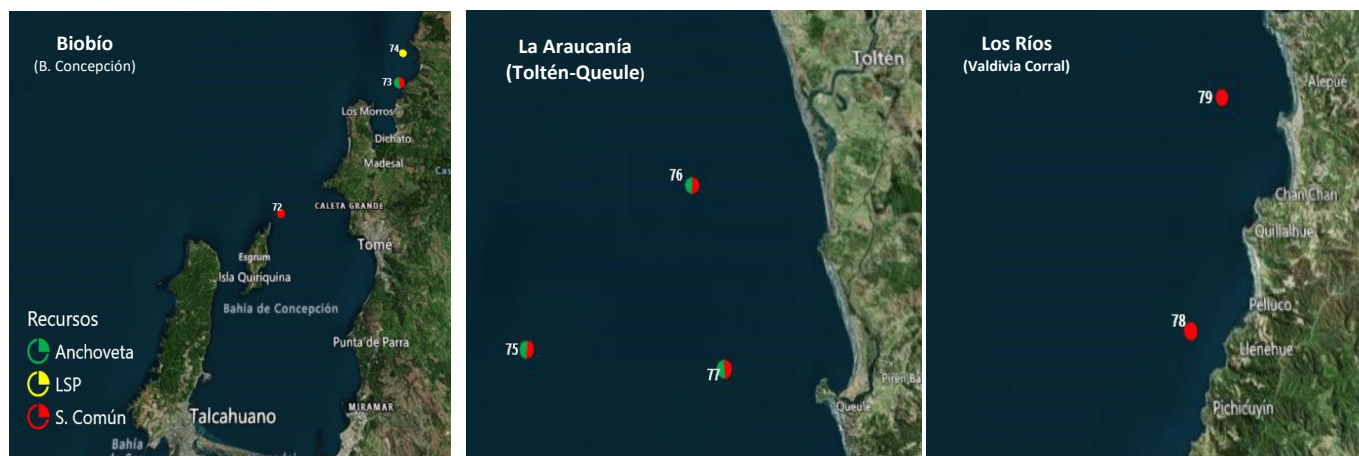 Biobío
(B. Concepción)
74
73
Los Morros
Dichato
Madesal
72
CALETA GRANDE
Tomé
Esgrum
Isla Quiriquina
Bahía de Concepción
Recursos
Anchoveta
Punta de Parra
LSP
S. Común
MIRAMAR
Talcahuano
Bahía
La Araucanía
(Toltén-Queule)
Toltén
76
75
77
Queule
Los Ríos
(Valdivia Corral)
79
Alepúe
Chan Chan
Quillalhue
Pelluco
78
Llenehue
Pichicuyín